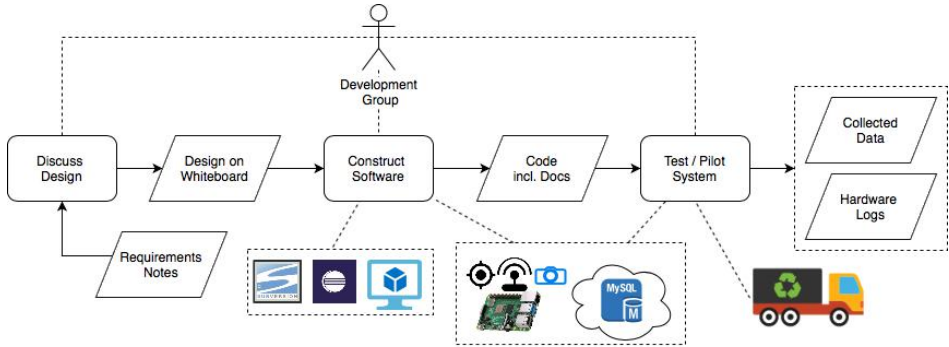 Development
Group
Discuss
Design
Design on
Whiteboard
Construct
Software
Code
incl. Docs
Test / Pilot
System
Collected
Data
Hardware
Logs
Requirements
Notes
SUBVERSION
MySQL
M